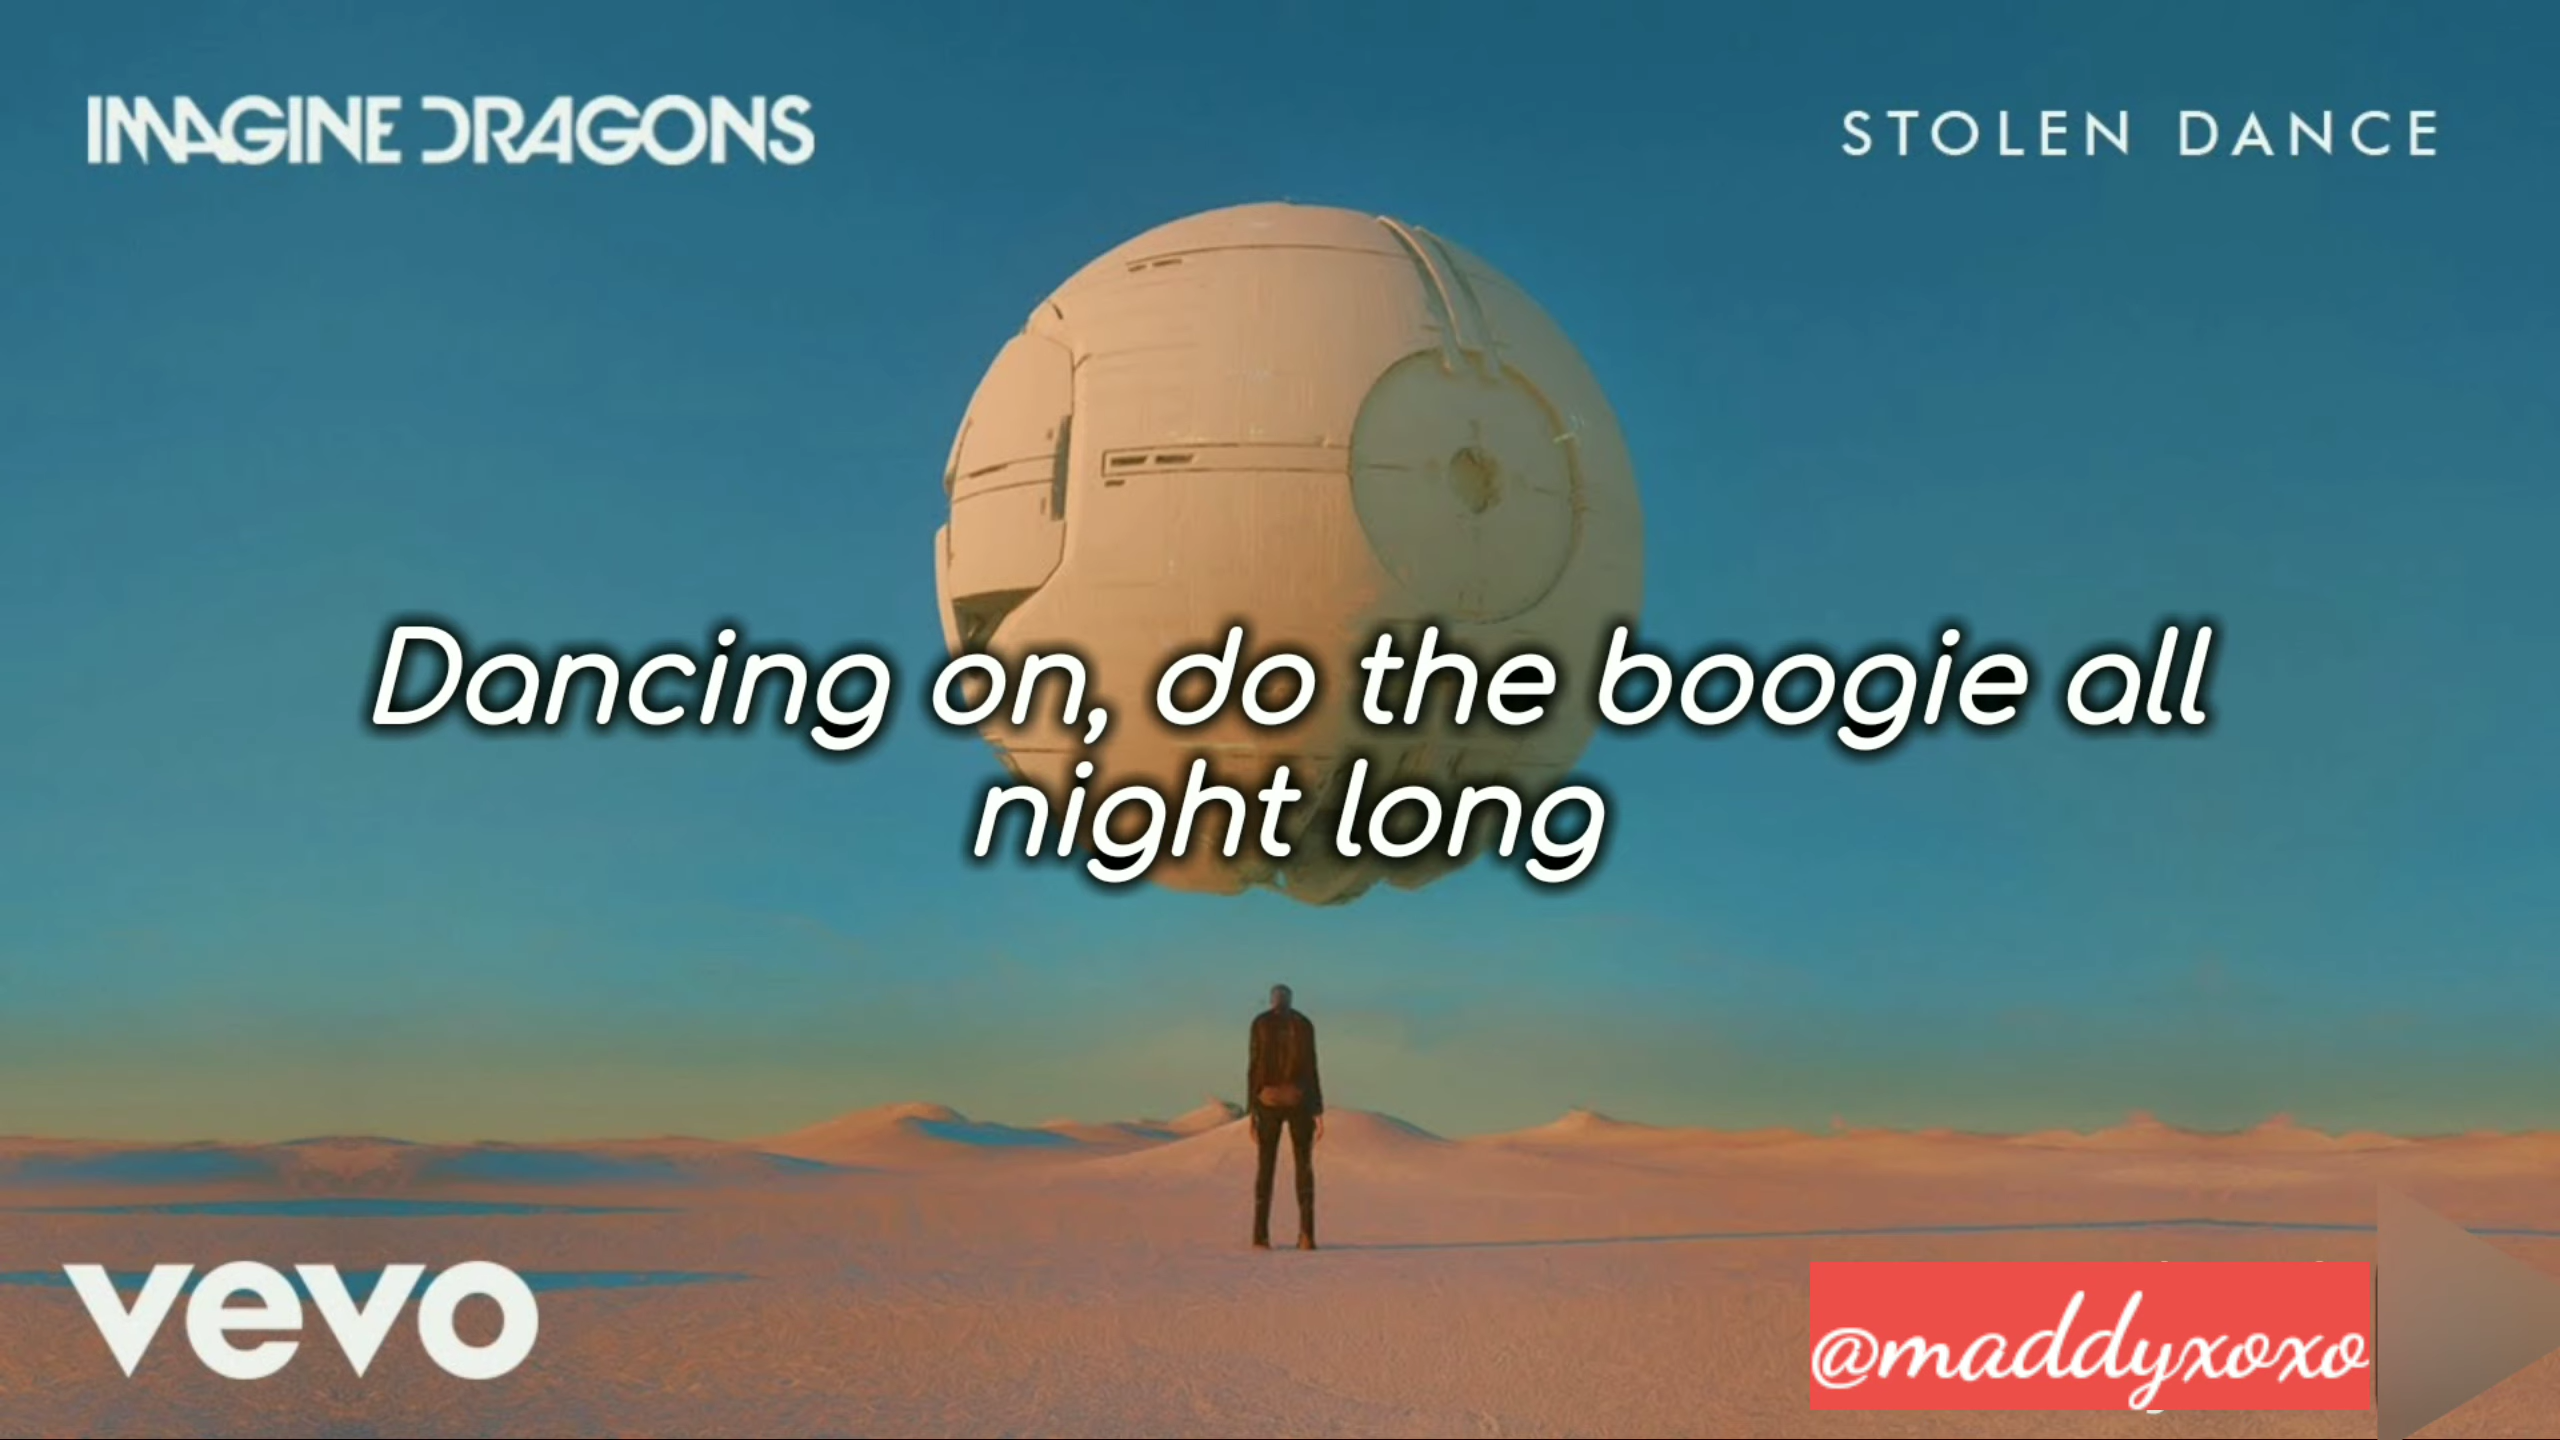 IMAGINE DRAGONS
STOLEN DANCE
Dancing on, do the boogie all
night long
vevo
@maddyxoxo